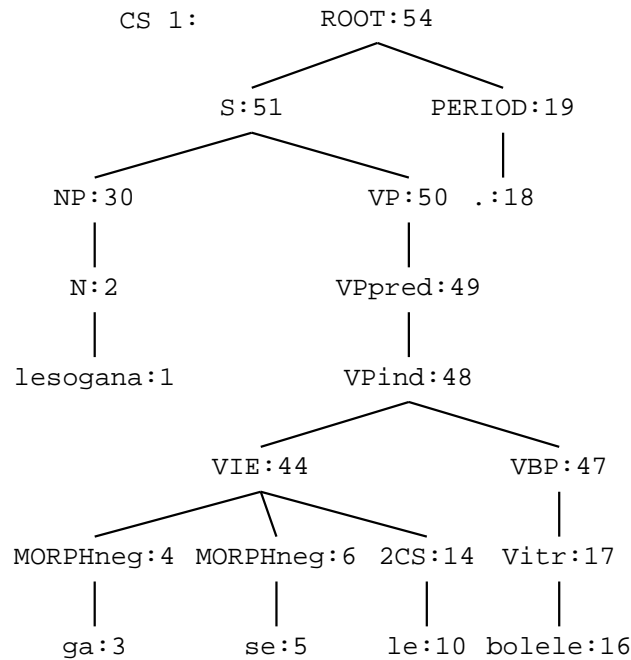 CS 1: ROOT:54
S:51 PERIOD:19
NP:30 VP:50 .:18
N:2 VPpred:49
lesogana:1 VPind:48
VIE:44 VBP:47
MORPHneg:4 MORPHneg:6 2CS:14 Vitr:17
ga:3 se:5 le:10 bolele:16